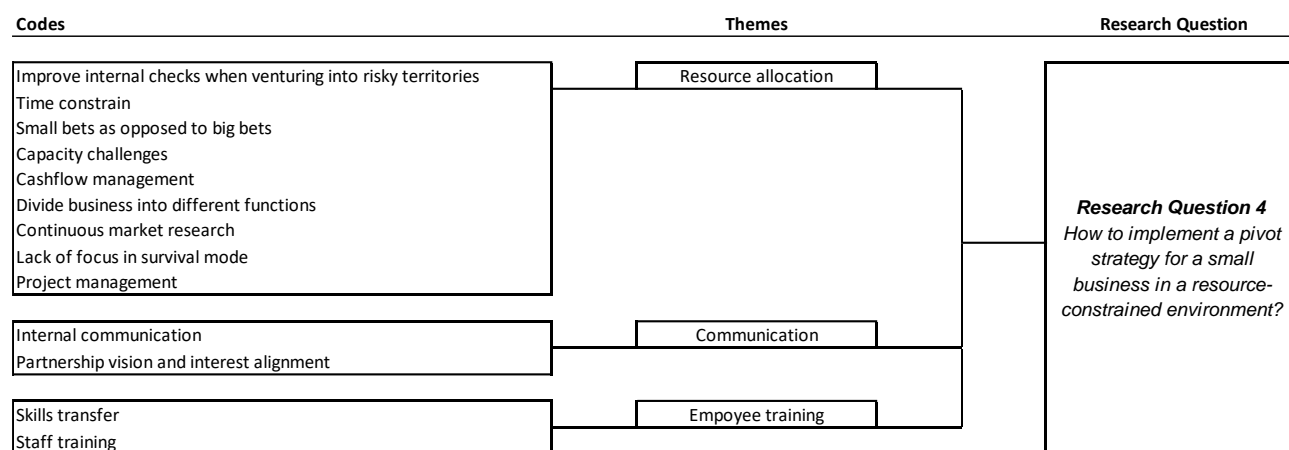 Codes Themes Research Question
Improve internal checks when venturing into risky territories
Time constrain
Small bets as opposed to big bets
Capacity challenges
Cashflow management
Divide business into different functions
Continuous market research
Lack of focus in survival mode
Project management
Resource allocation
Internal communication
Partnership vision and interest alignment
Communication
Skills transfer
Staff training
Empoyee training
Research Question 4
How to implement a pivot
strategy for a small
business in a resource-
constrained environment?